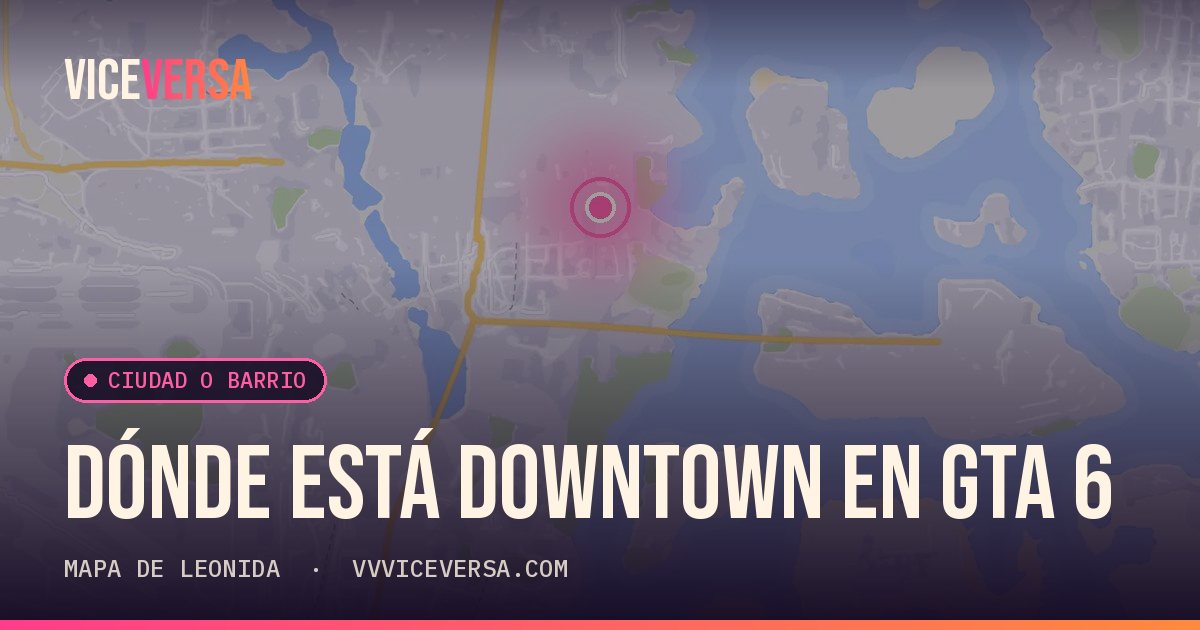 VICEVERSA
CIUDAD O BARRIO
DÓNDE ESTÁ DOWNTOWN EN GTA 6
MAPA DE LEONIDA · VVVICEVERSA.COM